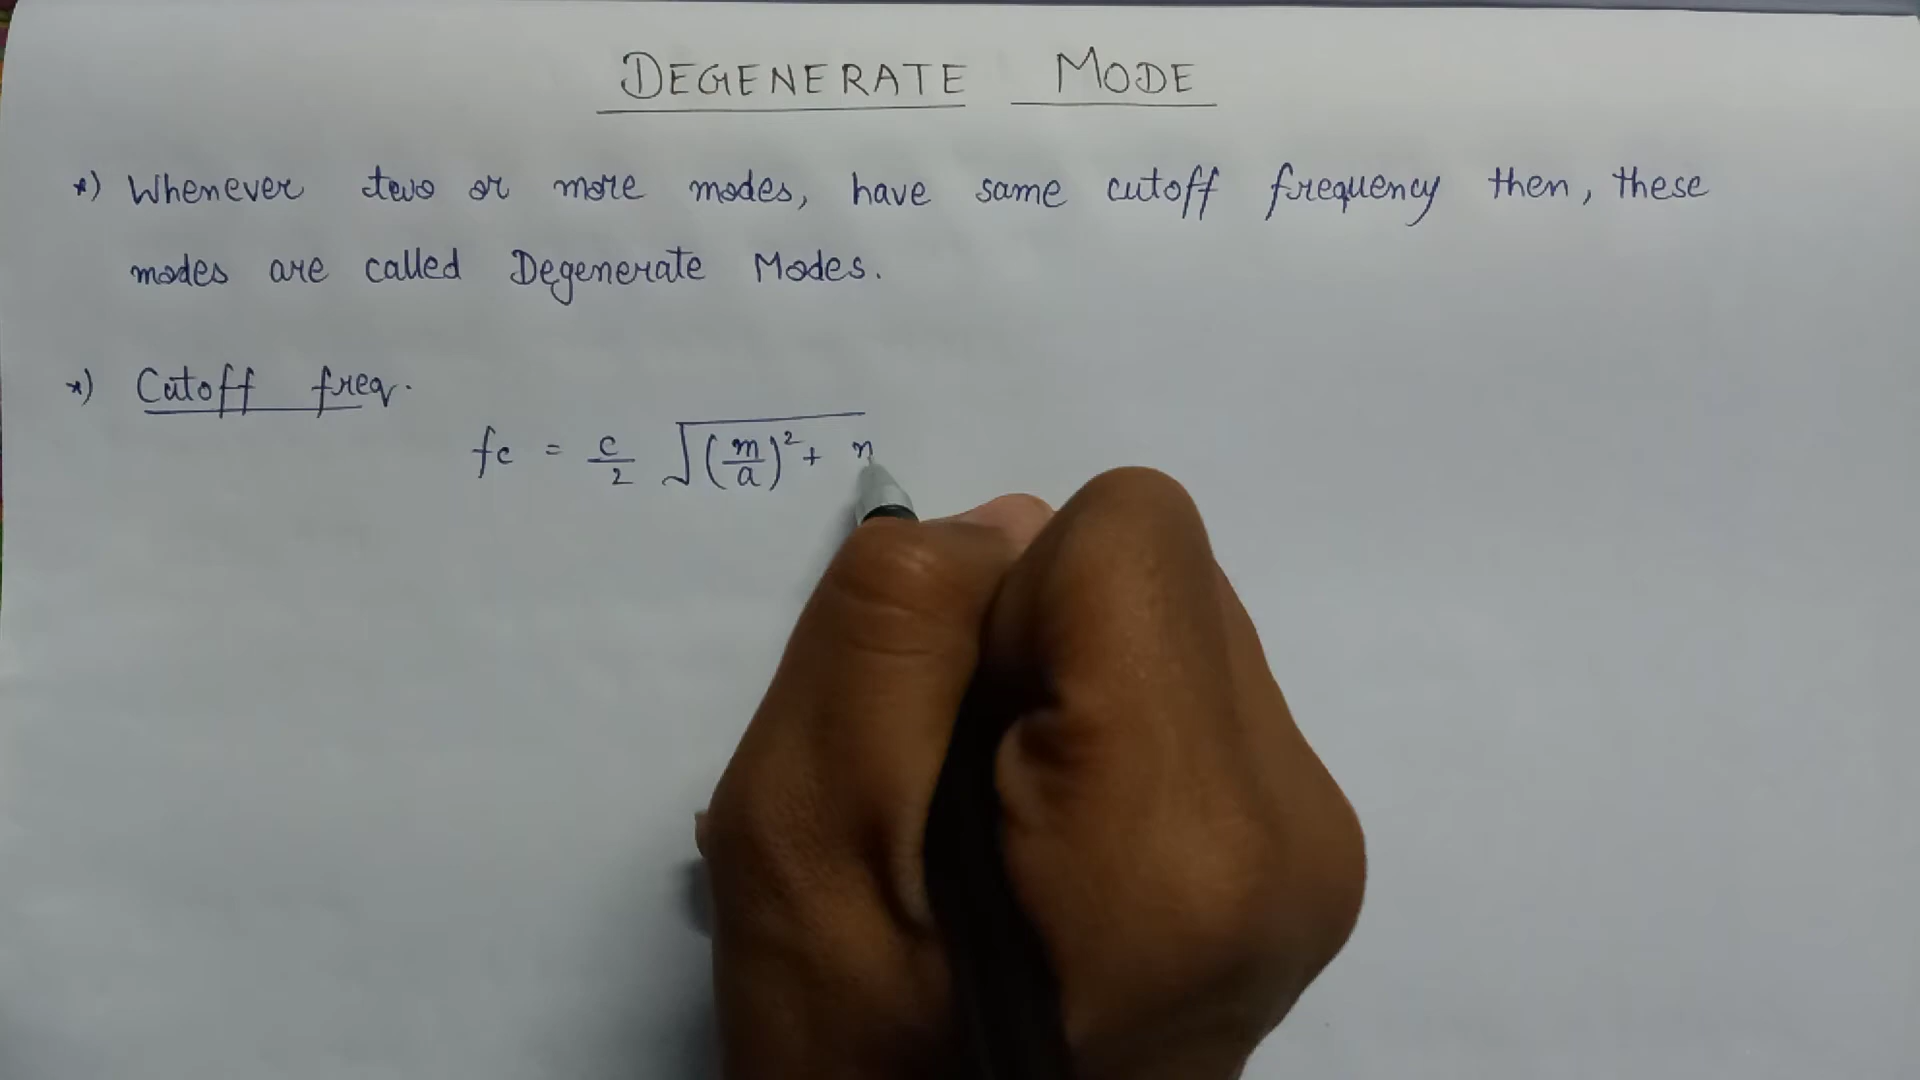 DEGENERATE MODE
*) Whenever two or more modes, have same cutoff frequency then, these
modes are called Degenerate Modes.
*) Cutoff freq.
fc = c/2 √(m/a)² + n